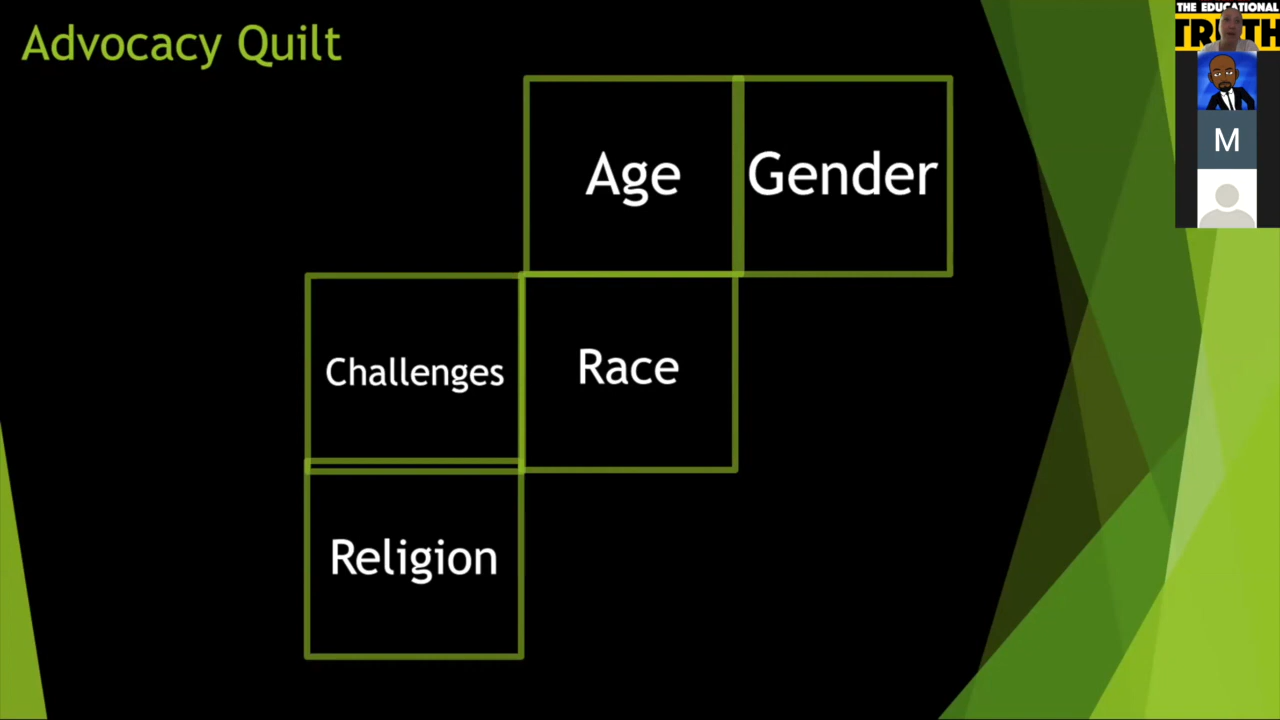 Advocacy Quilt
THE EDUCATIONAL
TRUTH
M
Age
Gender
Challenges
Race
Religion